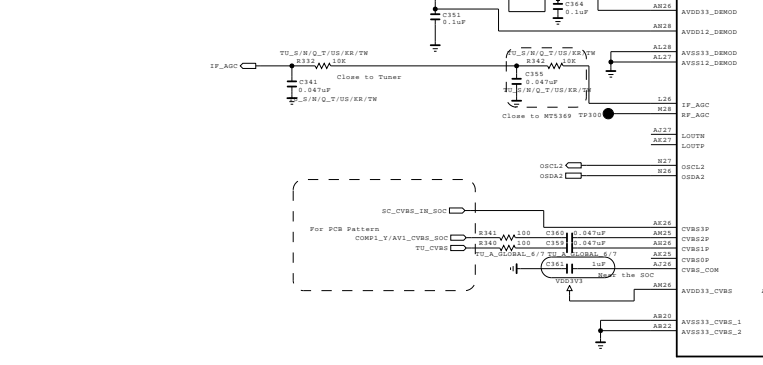 C364
0.1uF
AN26
AVDD33_DEMOD
C351
0.1uF
AN28
AVDD12_DEMOD
AL28
AVSS33_DEMOD
AL27
AVSS12_DEMOD
TU_S/N/Q_T/US/KR/TW
TU_S/N/Q_T/US/KR/TW
IF_AGC
R332 10K
R342 10K
Close to Tuner
C341
0.047uF
TU_S/N/Q_T/US/KR/TW
C355
0.047uF
TU_S/N/Q_T/US/KR/TW
L26
IF_AGC
Close to MT5369
TP300
M28
RF_AGC
AJ27
LOUTN
AK27
LOUTP
OSCL2
N27
OSCL2
OSDA2
N26
OSDA2
SC_CVBS_IN_SOC
For PCB Pattern
AK26
CVBS3P
COMP1_Y/AV1_CVBS_SOC
R341 100
C360 0.047uF
AM25
CVBS2P
TU_CVBS
R340 100
C359 0.047uF
AH26
CVBS1P
TU_A_GLOBAL_6/7
TU_A_GLOBAL_6/7
AK25
CVBS0P
C361 1uF
AJ26
CVBS_COM
Near the SOC
VDD3V3
AM26
AVDD33_CVBS
AB20
AVSS33_CVBS_1
AB22
AVSS33_CVBS_2